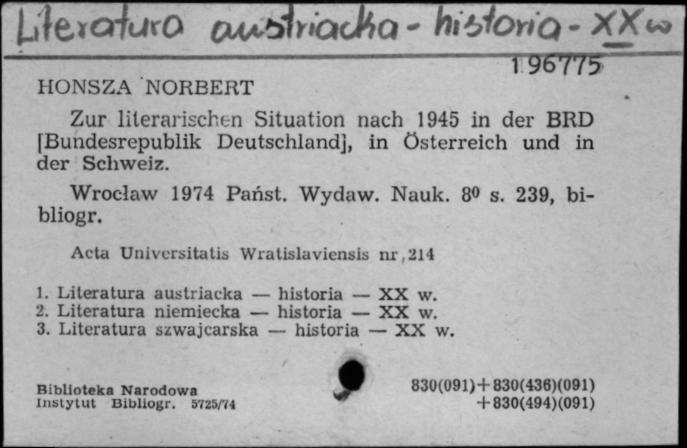 Literatura austriacka - historia - XX w
196775
HONSZA NORBERT
Zur literarischen Situation nach 1945 in der BRD
[Bundesrepublik Deutschland], in Österreich und in
der Schweiz.
Wrocław 1974 Państ. Wydaw. Nauk. 8⁰ s. 239, bi-
bliogr.
Acta Universitatis Wratislaviensis nr 214
1. Literatura austriacka — historia — XX w.
2. Literatura niemiecka — historia — XX w.
3. Literatura szwajcarska — historia — XX w.
Biblioteka Narodowa 830(091)+830(436)(091)
Instytut Bibliogr. 5725/74 +830(494)(091)